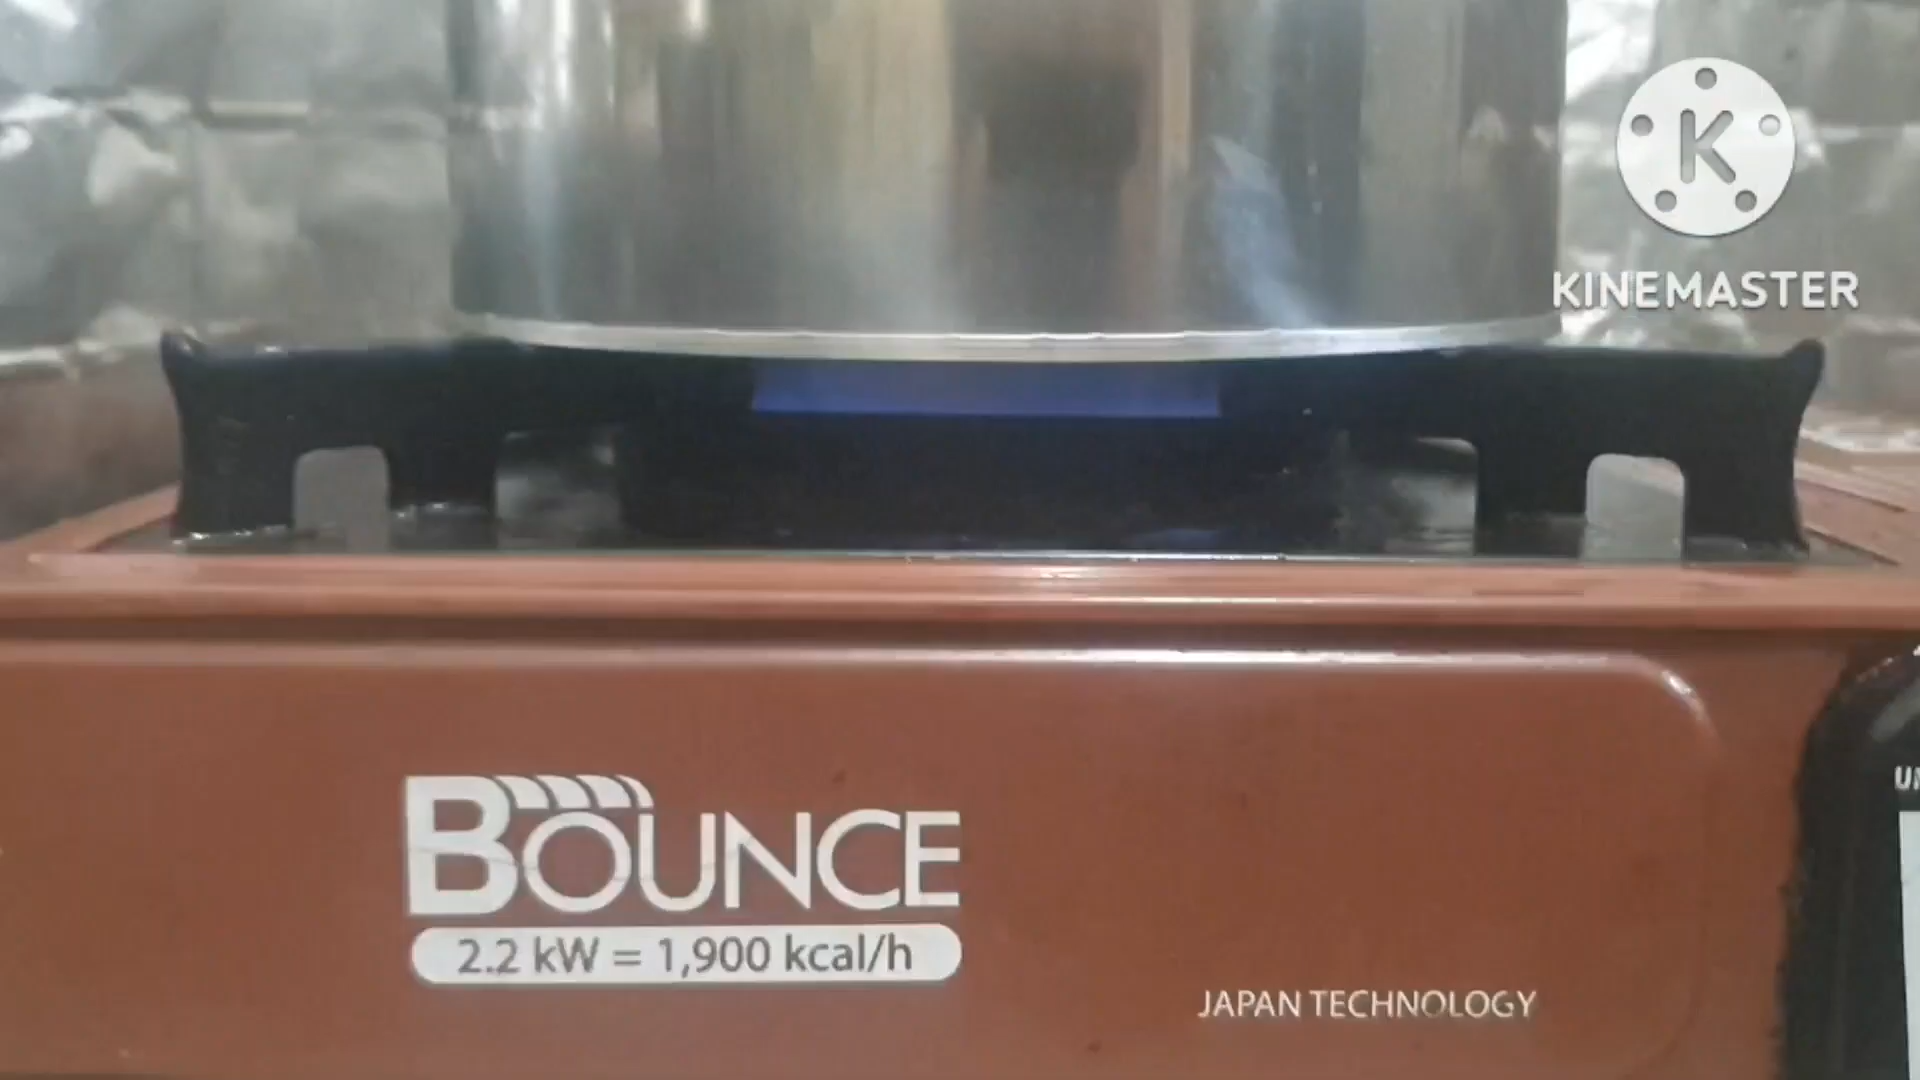 K
KINEMASTER
BOUNCE
2.2 kW = 1,900 kcal/h
JAPAN TECHNOLOGY